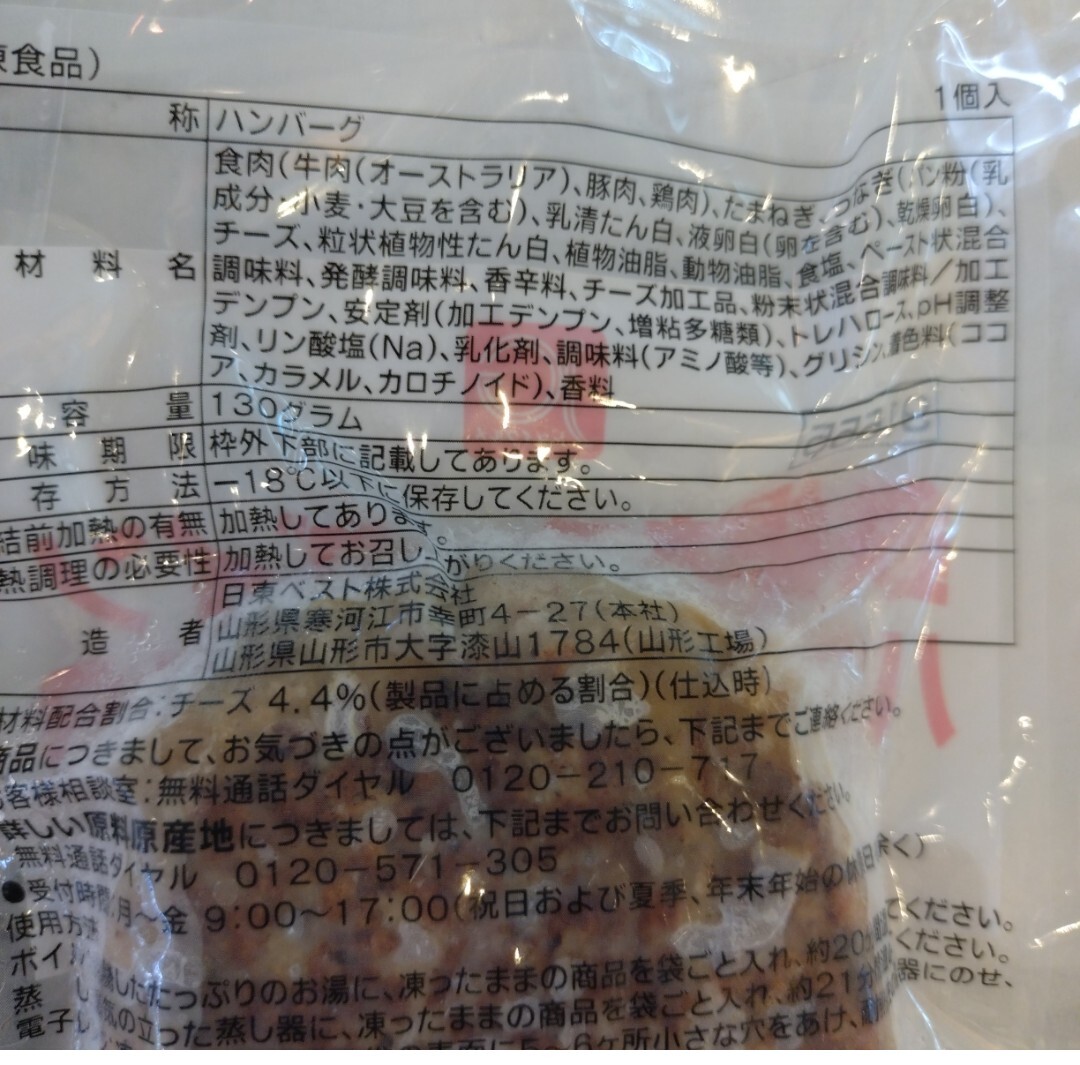 食品)
1個入
称 ハンバーグ
食肉(牛肉(オーストラリア)、豚肉、鶏肉)、たまねぎ、つなぎ(パン粉(乳
成分・小麦・大豆を含む)、乳清たん白、液卵白(卵を含む)、乾燥卵白)、
チーズ、粒状植物性たん白、植物油脂、動物油脂、食塩、ペースト状混合
材料名 調味料、発酵調味料、香辛料、チーズ加工品、粉末状混合調味料/加工
デンプン、安定剤(加工デンプン、増粘多糖類)、トレハロース、pH調整
剤、リン酸塩(Na)、乳化剤、調味料(アミノ酸等)、グリシン、着色料(ココ
ア、カラメル、カロチノイド)、香料
容量 130グラム
味期限 枠外下部に記載してあります。
存方法 -18℃以下に保存してください。
結前加熱の有無 加熱してあります。
熱調理の必要性 加熱してお召し上がりください。
日東ベスト株式会社
造者 山形県寒河江市幸町4-27(本社)
山形県山形市大字漆山1784(山形工場)
材料配合割合:チーズ 4.4%(製品に占める割合)(仕込時)
商品につきまして、お気づきの点がございましたら、下記までご連絡ください。
客様相談室:無料通話ダイヤル 0120-210-717
詳しい原料原産地につきましては、下記までお問い合わせください。
無料通話ダイヤル 0120-571-305
●受付時間:月~金 9:00~17:00(祝日および夏季、年末年始の休日除く)
使用方法
ボイル したたっぷりのお湯に、凍ったままの商品を袋ごと入れ、約20 てください。
蒸し 気の立った蒸し器に、凍ったままの商品を袋ごと入れ、約21分 ください。
電子レ の表面に5~6ヶ所小さな穴をあけ、 器にのせ、